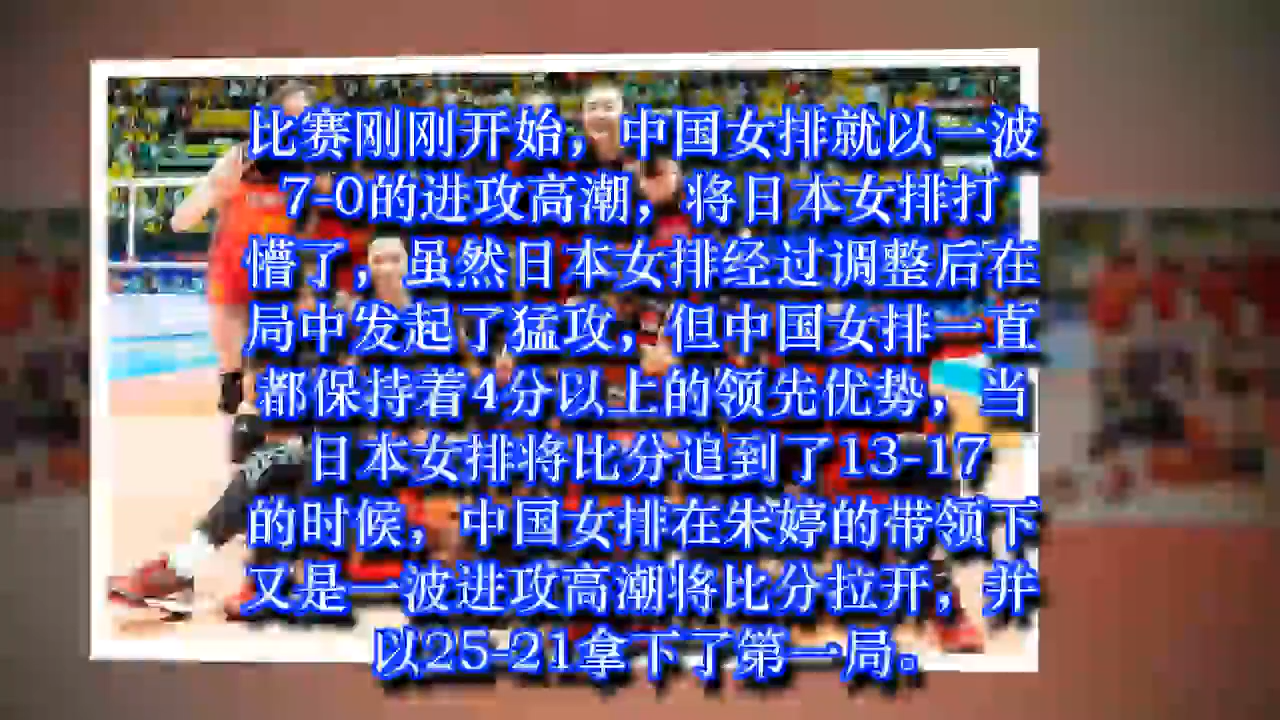 比赛刚刚开始，中国女排就以一波
7-0的进攻高潮，将日本女排打
懵了，虽然日本女排经过调整后在
局中发起了猛攻，但中国女排一直
都保持着4分以上的领先优势，当
日本女排将比分追到了13-17
的时候，中国女排在朱婷的带领下
又是一波进攻高潮将比分拉开，并
以25-21拿下了第一局。